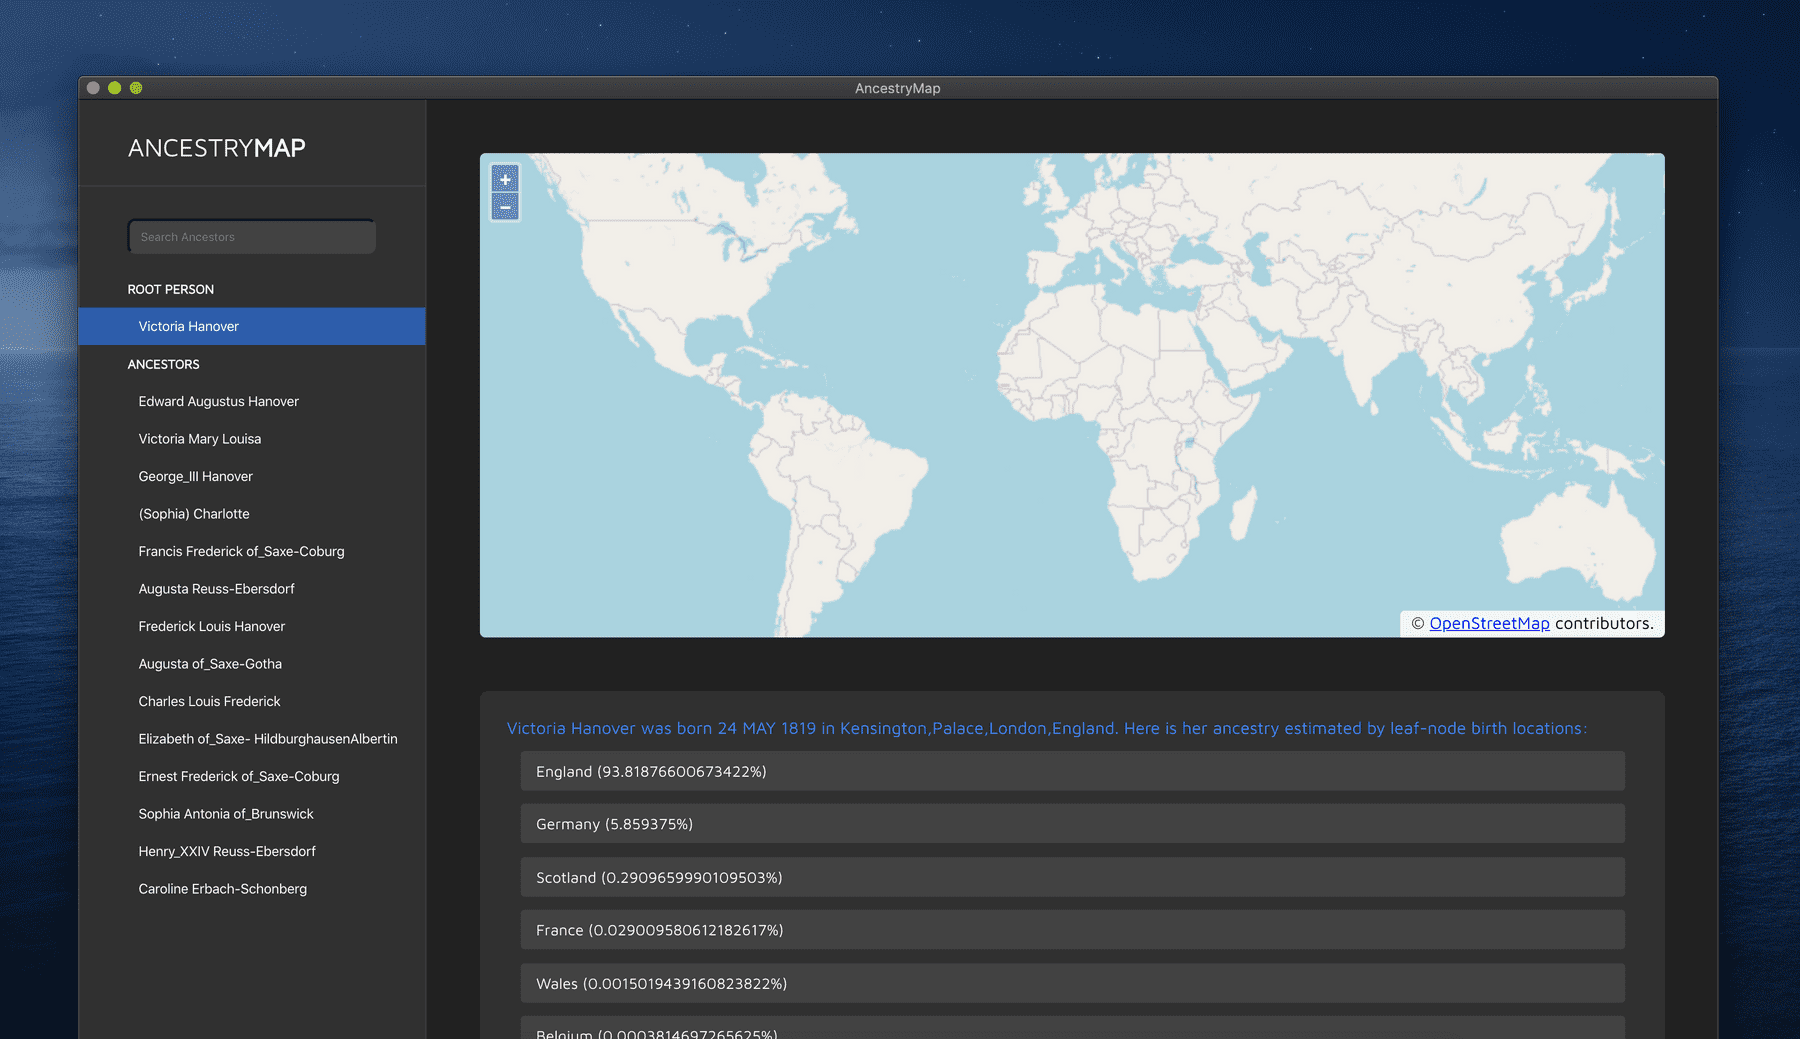 AncestryMap
ANCESTRYMAP
Search Ancestors
ROOT PERSON
Victoria Hanover
ANCESTORS
Edward Augustus Hanover
Victoria Mary Louisa
George_III Hanover
(Sophia) Charlotte
Francis Frederick of_Saxe-Coburg
Augusta Reuss-Ebersdorf
Frederick Louis Hanover
Augusta of_Saxe-Gotha
Charles Louis Frederick
Elizabeth of_Saxe- HildburghausenAlbertin
Ernest Frederick of_Saxe-Coburg
Sophia Antonia of_Brunswick
Henry_XXIV Reuss-Ebersdorf
Caroline Erbach-Schonberg
+
−
© OpenStreetMap contributors.
Victoria Hanover was born 24 MAY 1819 in Kensington,Palace,London,England. Here is her ancestry estimated by leaf-node birth locations:
England (93.81876600673422%)
Germany (5.859375%)
Scotland (0.2909659990109503%)
France (0.029009580612182617%)
Wales (0.0015019439160823822%)
Belgium (0.0003814697265625%)